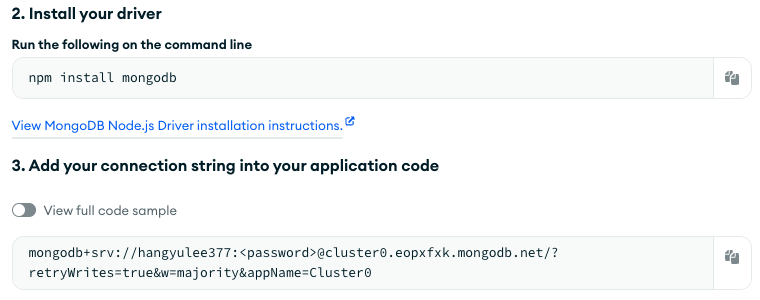 2. Install your driver
Run the following on the command line
npm install mongodb
View MongoDB Node.js Driver installation instructions.
3. Add your connection string into your application code
View full code sample
mongodb+srv://hangyulee377:<password>@cluster0.eopxfxk.mongodb.net/?
retryWrites=true&w=majority&appName=Cluster0